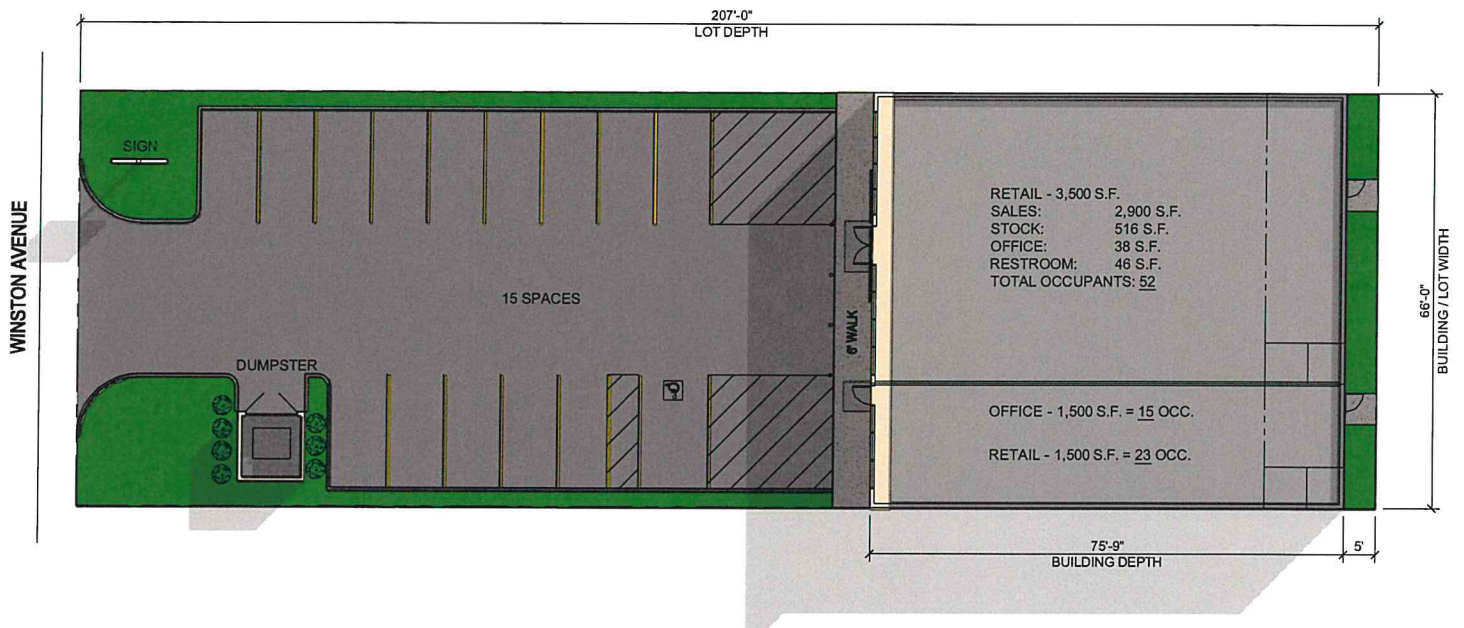 207'-0"
LOT DEPTH
WINSTON AVENUE
SIGN
15 SPACES
DUMPSTER
6' WALK
RETAIL - 3,500 S.F.
SALES: 2,900 S.F.
STOCK: 516 S.F.
OFFICE: 38 S.F.
RESTROOM: 46 S.F.
TOTAL OCCUPANTS: 52
OFFICE - 1,500 S.F. = 15 OCC.
RETAIL - 1,500 S.F. = 23 OCC.
66'-0"
BUILDING / LOT WIDTH
75'-9"
BUILDING DEPTH
5'